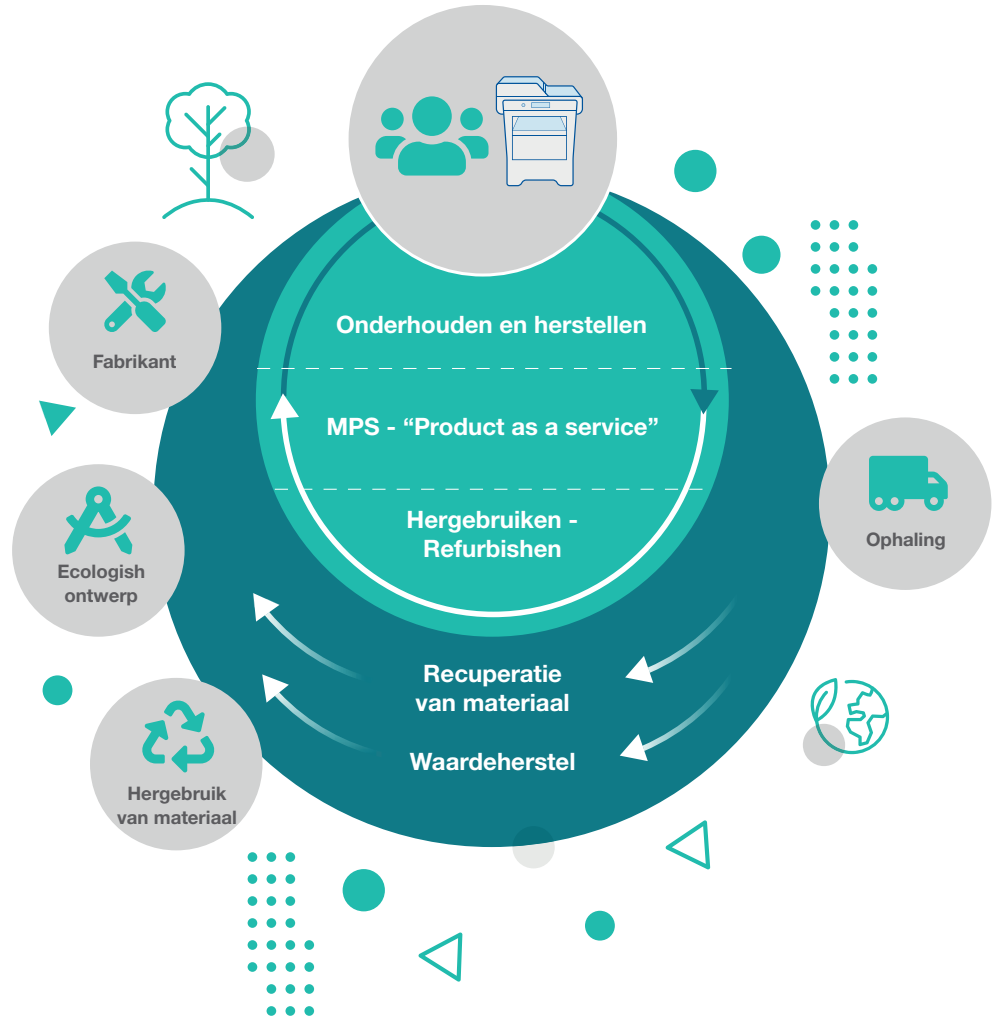 Onderhouden en herstellen
Fabrikant
MPS - “Product as a service”
Hergebruiken -
Refurbishen
Ophaling
Ecologish
ontwerp
Recuperatie
van materiaal
Waardeherstel
Hergebruik
van materiaal